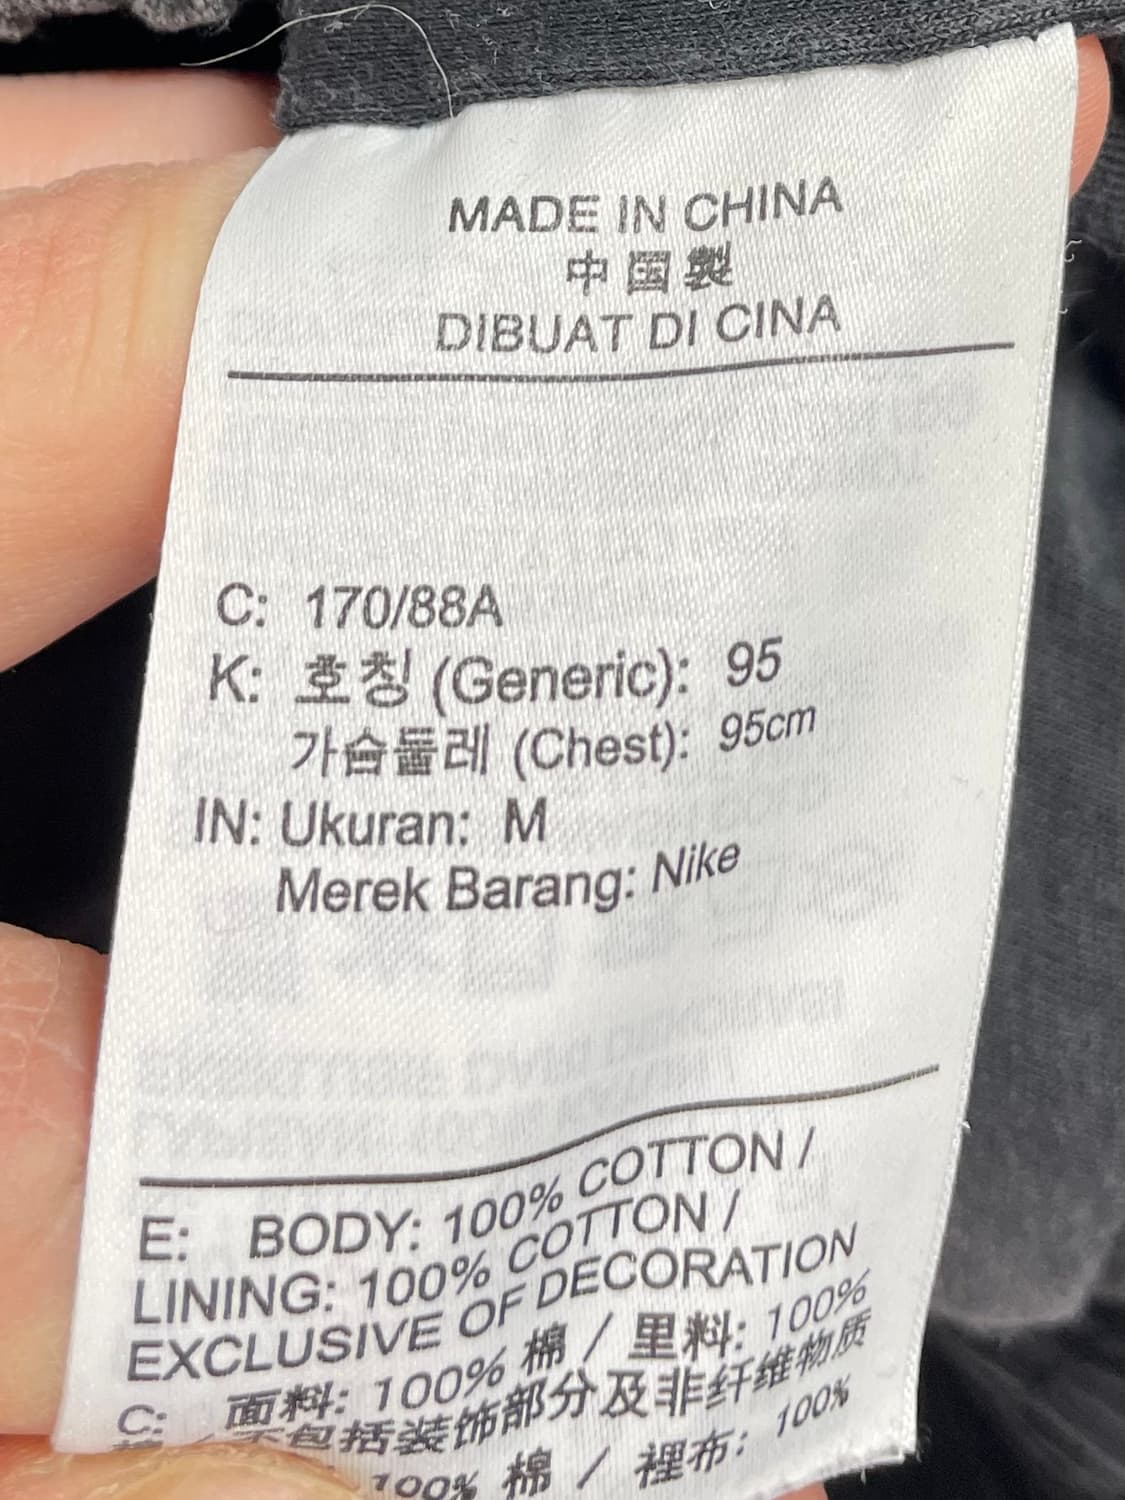 MADE IN CHINA
中国製
DIBUAT DI CINA
C: 170/88A
K: 호칭 (Generic): 95
가슴둘레 (Chest): 95cm
IN: Ukuran: M
Merek Barang: Nike
E: BODY: 100% COTTON /
LINING: 100% COTTON /
EXCLUSIVE OF DECORATION
C: 面料: 100% 棉 / 里料: 100%
棉 / 不包括装饰部分及非纤维物质
100% 棉 / 裡布: 100%